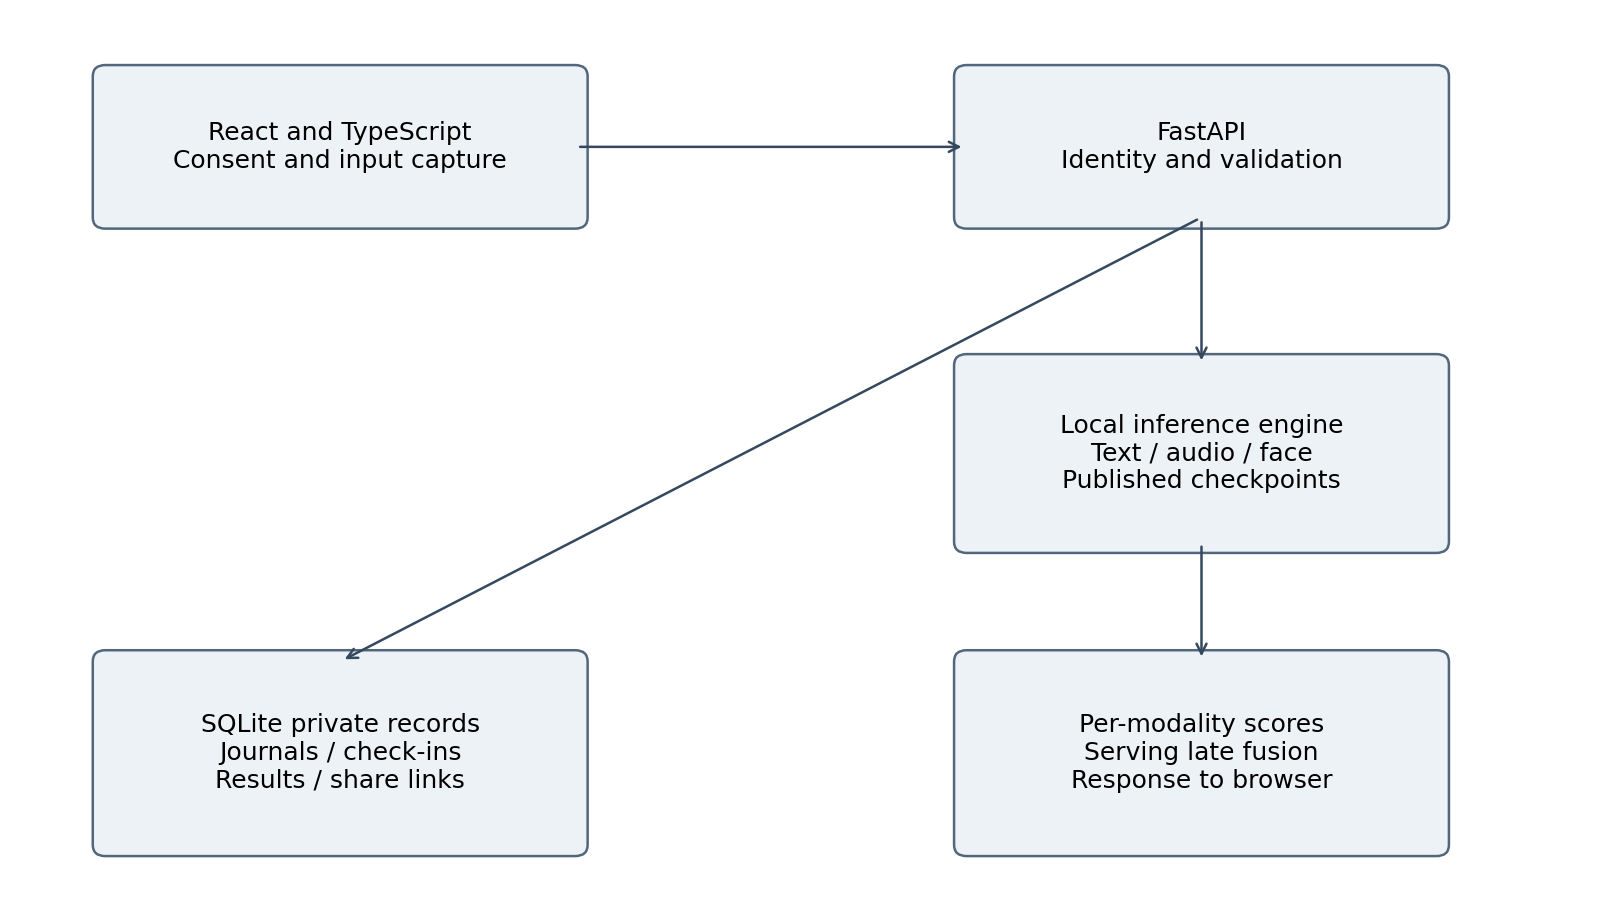 React and TypeScript
Consent and input capture
FastAPI
Identity and validation
Local inference engine
Text / audio / face
Published checkpoints
SQLite private records
Journals / check-ins
Results / share links
Per-modality scores
Serving late fusion
Response to browser